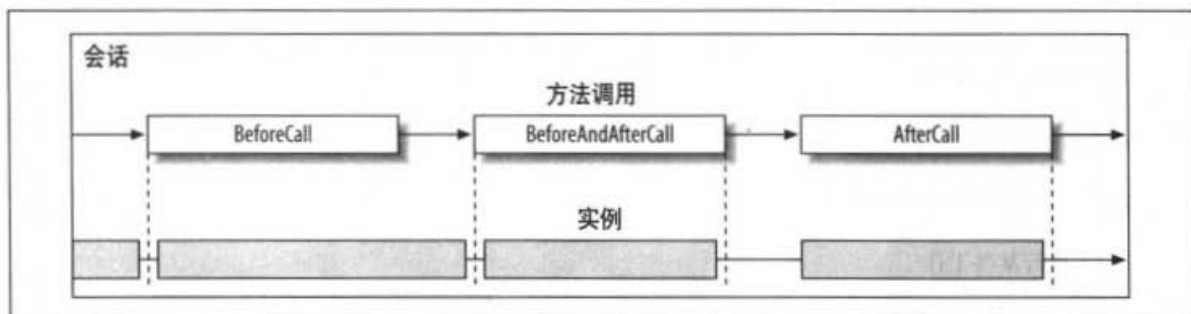 会话
方法调用
BeforeCall
BeforeAndAfterCall
AfterCall
实例